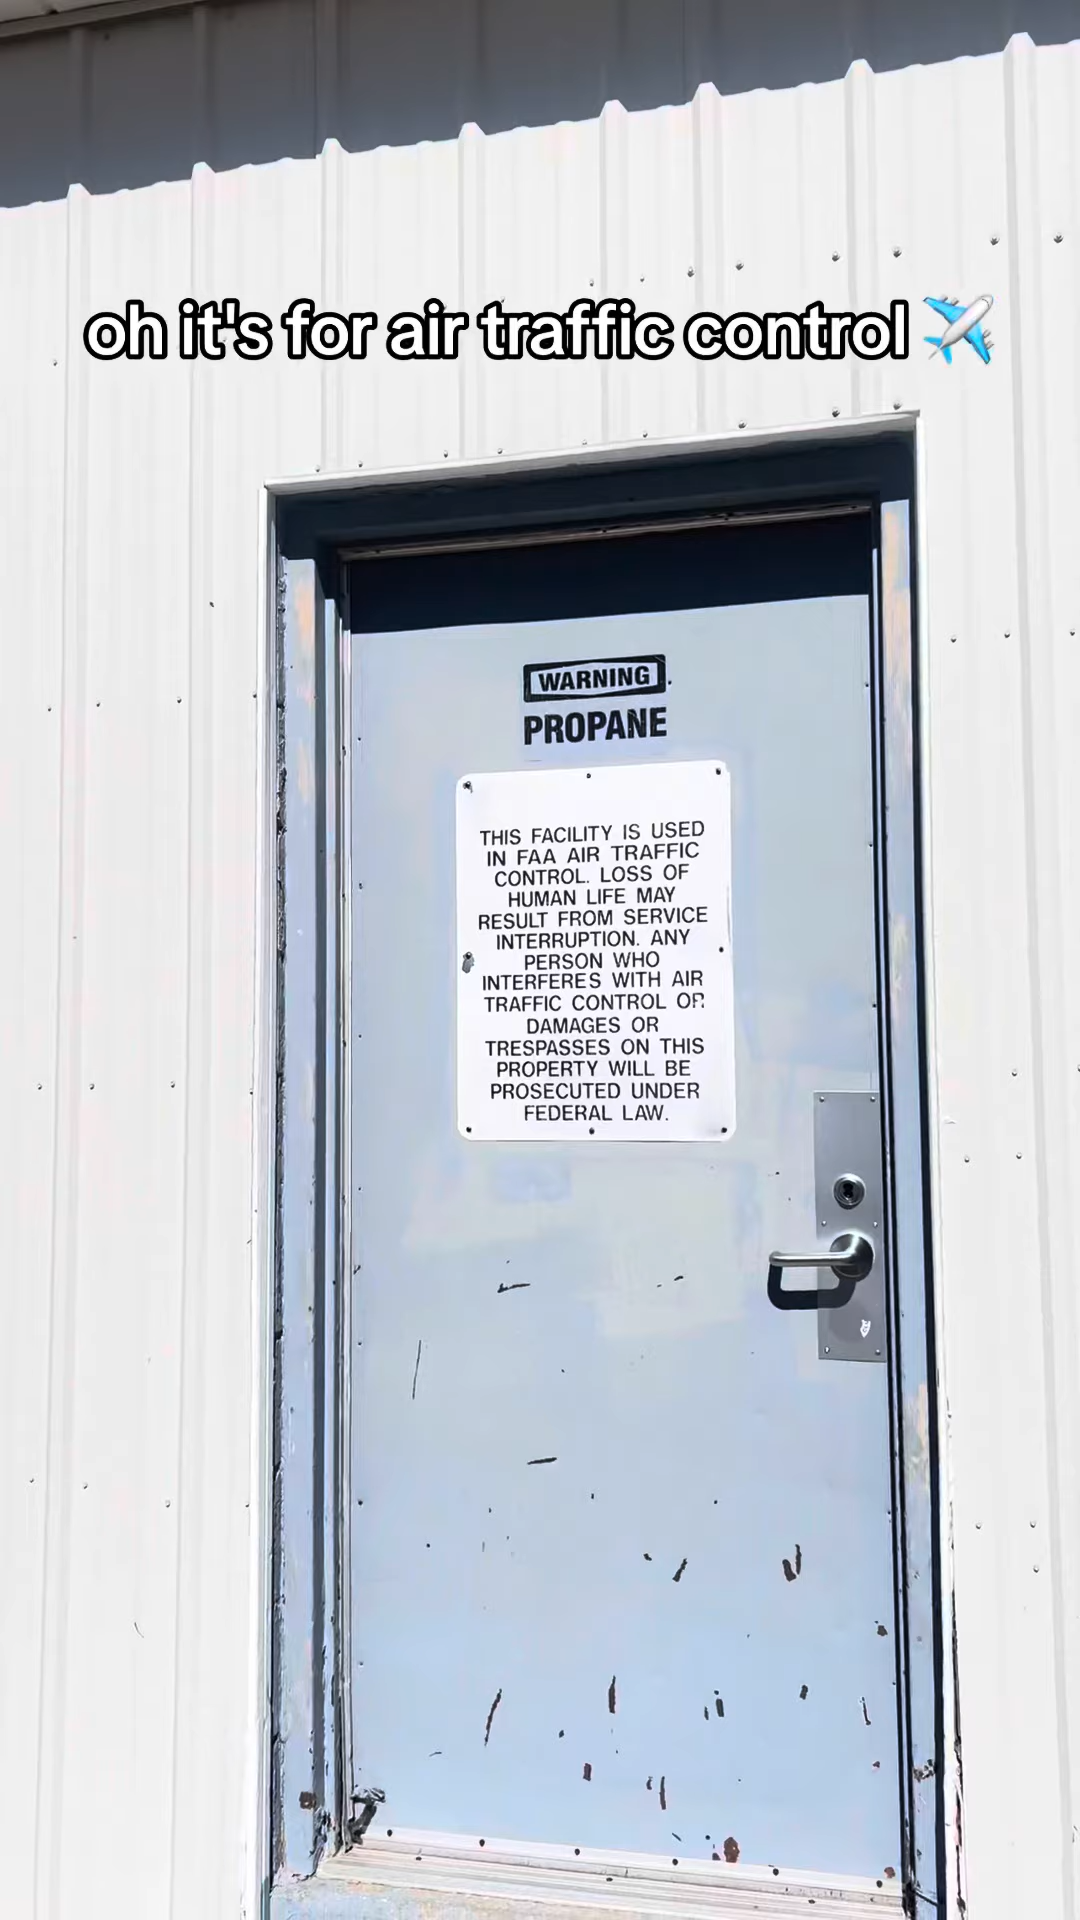 oh it's for air traffic control ✈️
WARNING
PROPANE
THIS FACILITY IS USED
IN FAA AIR TRAFFIC
CONTROL. LOSS OF
HUMAN LIFE MAY
RESULT FROM SERVICE
INTERRUPTION. ANY
PERSON WHO
INTERFERES WITH AIR
TRAFFIC CONTROL OR
DAMAGES OR
TRESPASSES ON THIS
PROPERTY WILL BE
PROSECUTED UNDER
FEDERAL LAW.